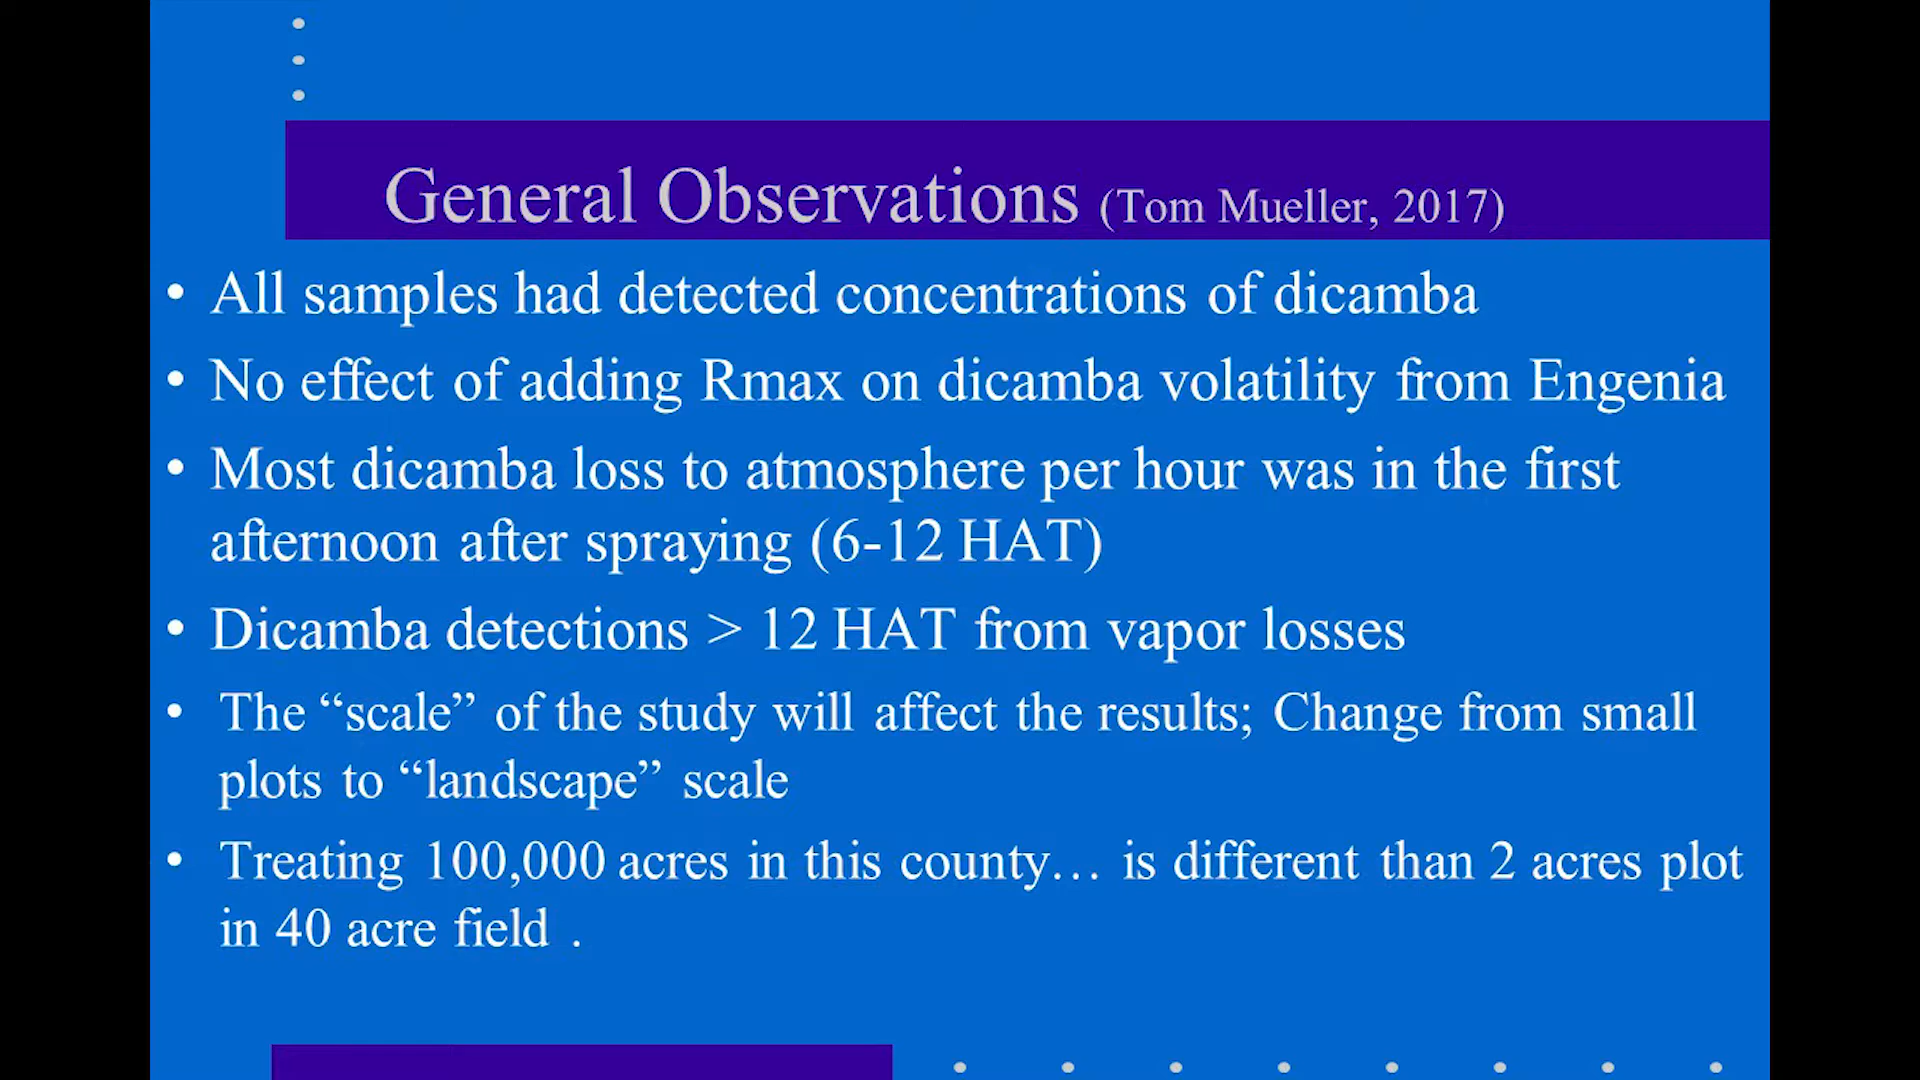 General Observations (Tom Mueller, 2017)
• All samples had detected concentrations of dicamba
• No effect of adding Rmax on dicamba volatility from Engenia
• Most dicamba loss to atmosphere per hour was in the first
afternoon after spraying (6-12 HAT)
• Dicamba detections > 12 HAT from vapor losses
• The “scale” of the study will affect the results; Change from small
plots to “landscape” scale
• Treating 100,000 acres in this county… is different than 2 acres plot
in 40 acre field .